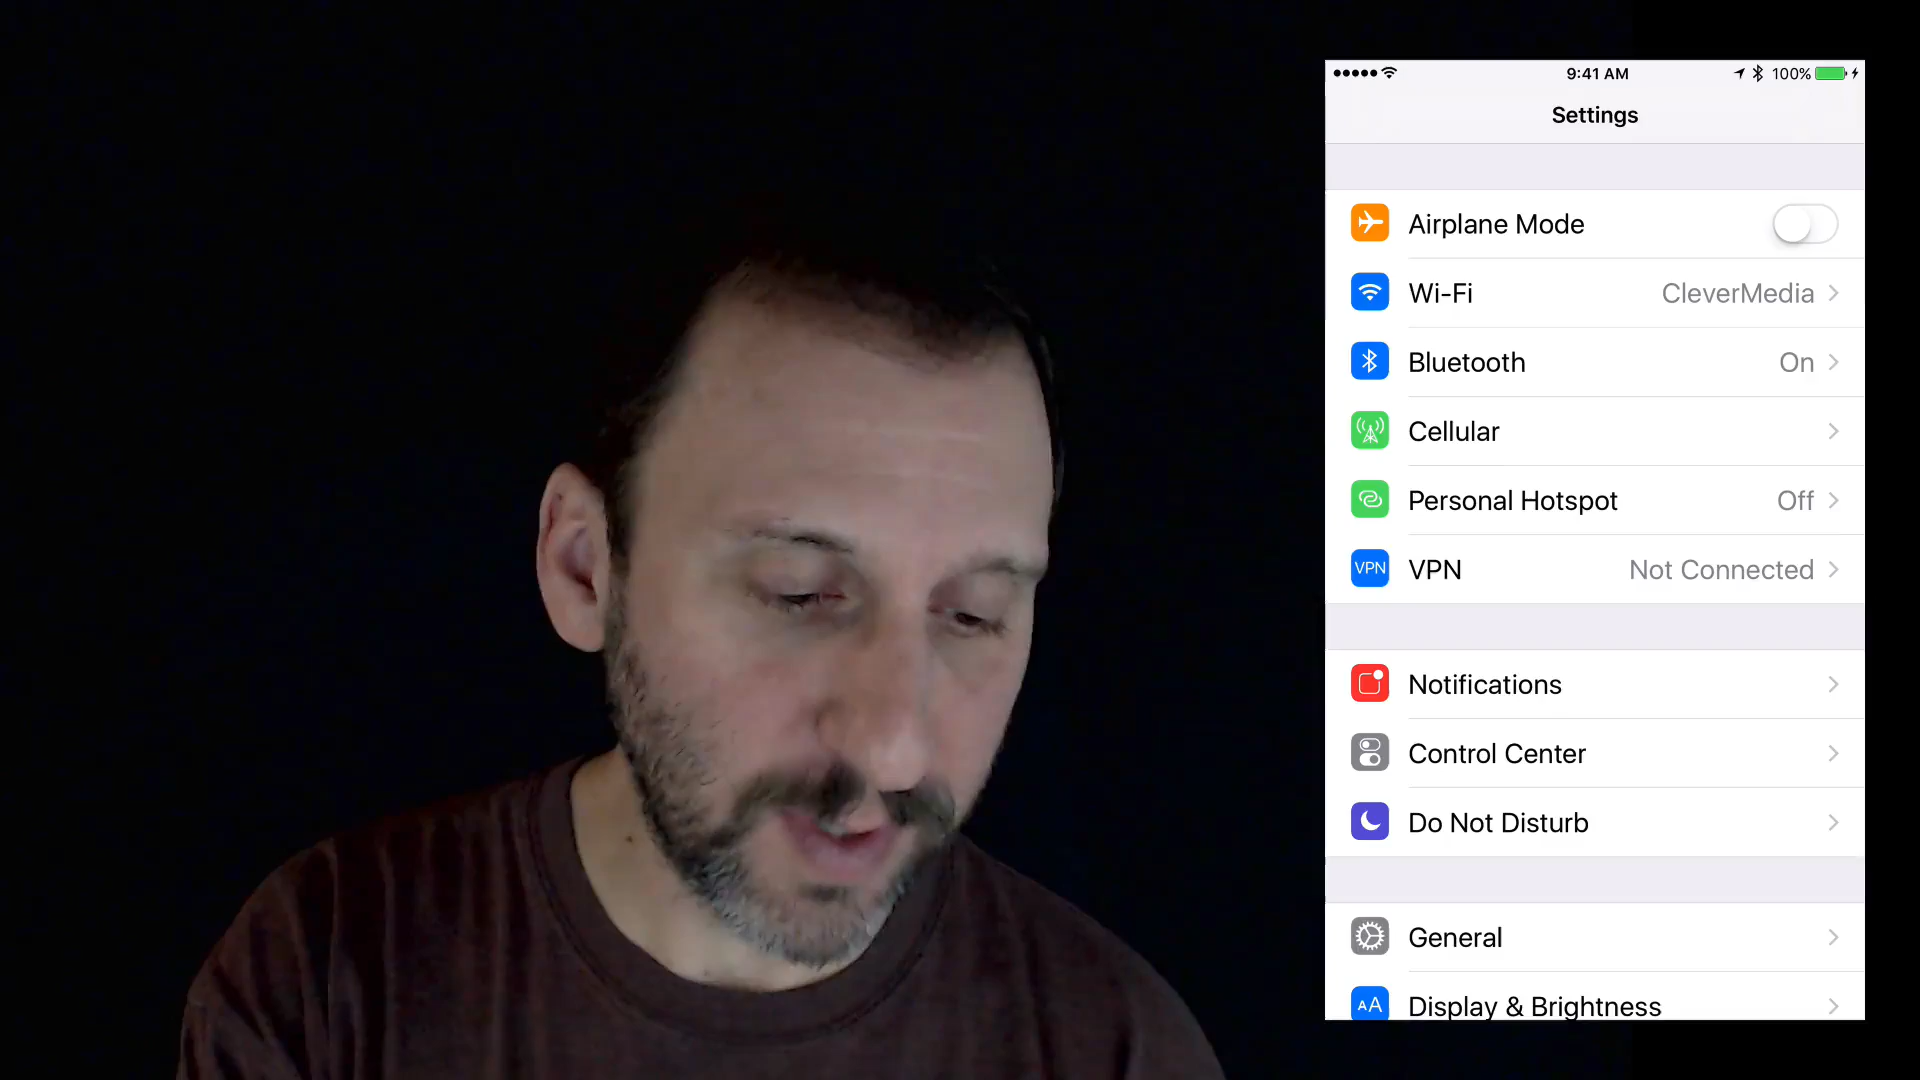 9:41 AM 100%
Settings
Airplane Mode
Wi-Fi CleverMedia
Bluetooth On
Cellular
Personal Hotspot Off
VPN VPN Not Connected
Notifications
Control Center
Do Not Disturb
General
AA Display & Brightness